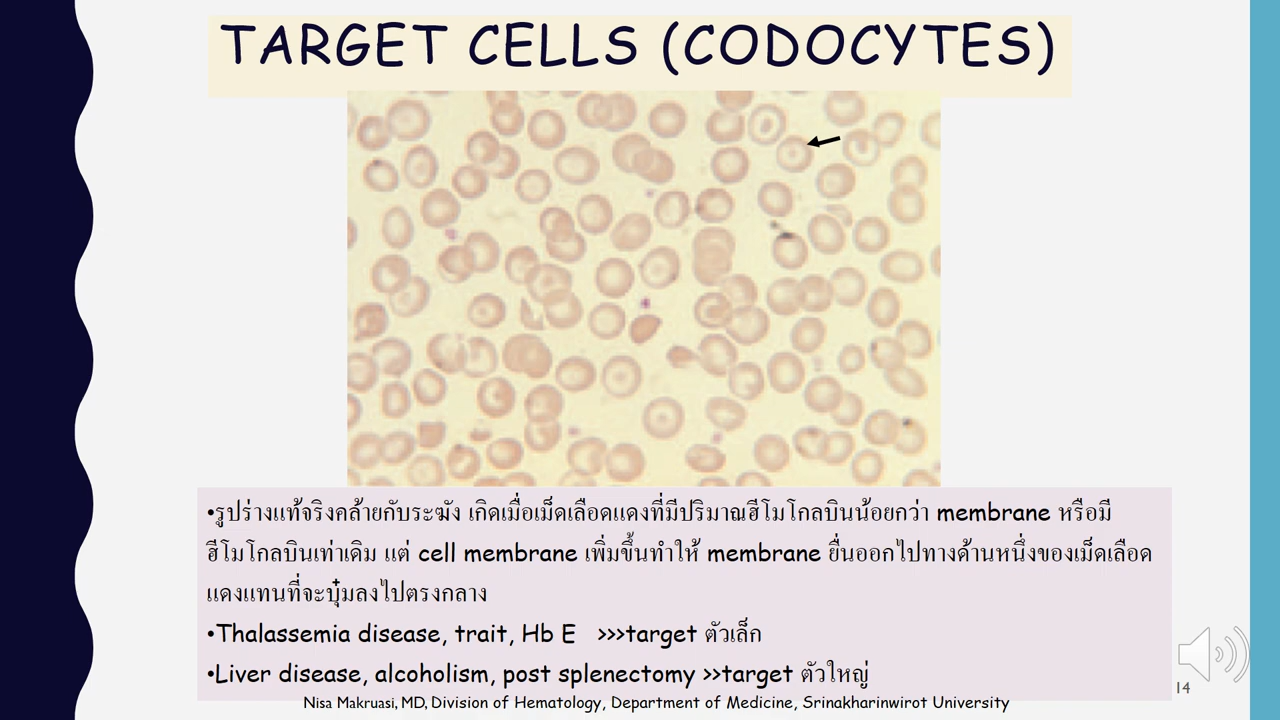 TARGET CELLS (CODOCYTES)
•รูปร่างแท้จริงคล้ายกับระฆัง เกิดเมื่อเม็ดเลือดแดงที่มีปริมาณฮีโมโกลบินน้อยกว่า membrane หรือมี
ฮีโมโกลบินเท่าเดิม แต่ cell membrane เพิ่มขึ้นทำให้ membrane ยื่นออกไปทางด้านหนึ่งของเม็ดเลือด
แดงแทนที่จะบุ๋มลงไปตรงกลาง
•Thalassemia disease, trait, Hb E >>>target ตัวเล็ก
•Liver disease, alcoholism, post splenectomy >>target ตัวใหญ่
Nisa Makruasi, MD, Division of Hematology, Department of Medicine, Srinakharinwirot University
14